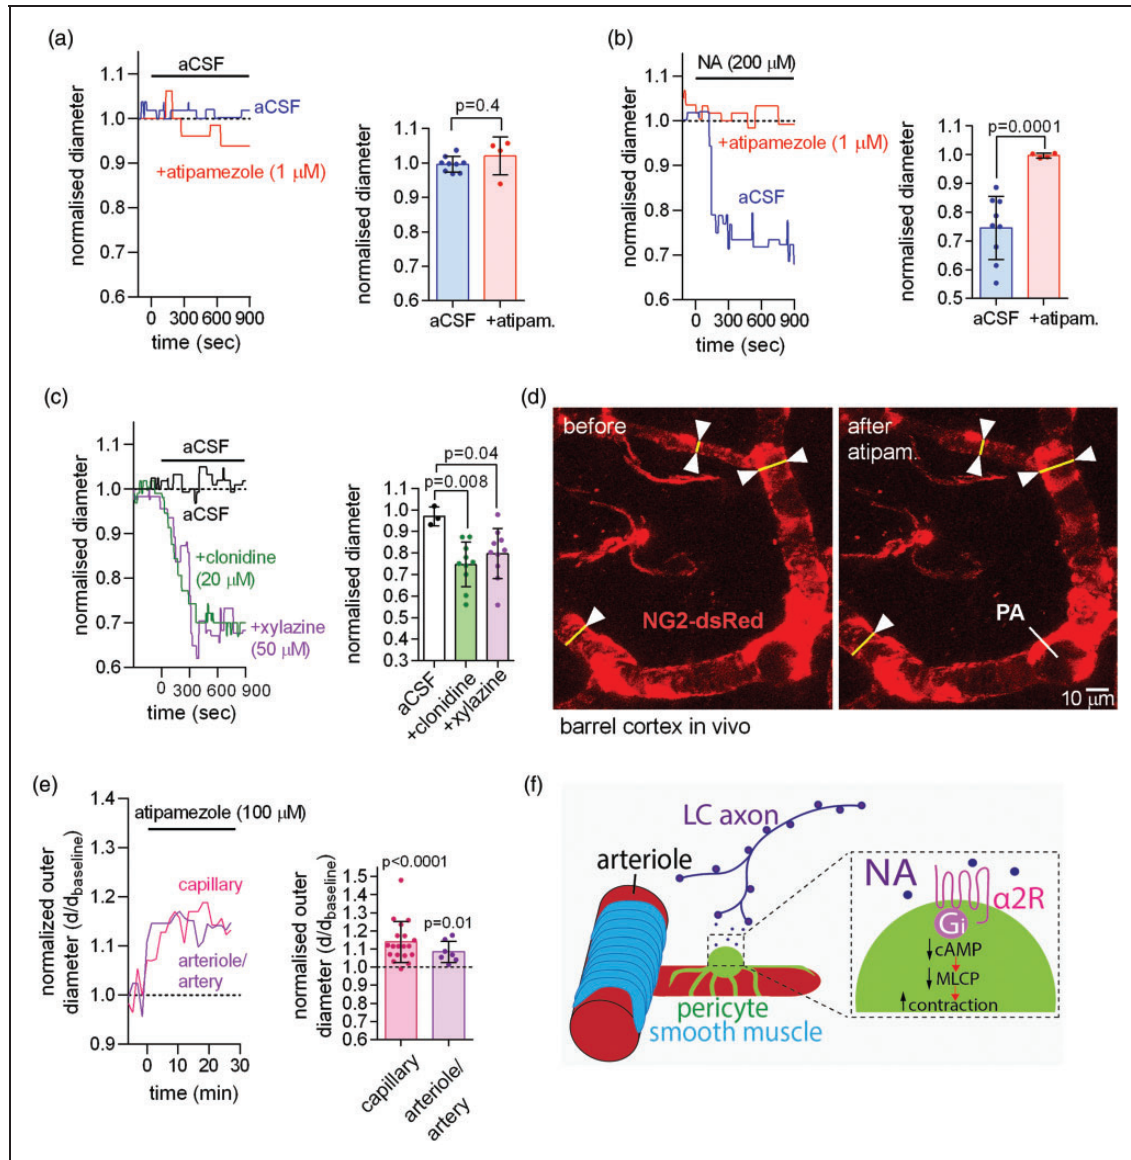 (a)
aCSF
1.1
1.0
0.9
0.8
0.7
0.6
normalised diameter
aCSF
+atipamezole (1 μM)
0 300 600 900
time (sec)
p=0.4
1.1
1.0
0.9
0.8
0.7
0.6
normalised diameter
aCSF +atipam.
(b)
NA (200 μM)
1.1
1.0
0.9
0.8
0.7
0.6
normalised diameter
+atipamezole (1 μM)
aCSF
0 300 600 900
time (sec)
p=0.0001
1.1
1.0
0.9
0.8
0.7
0.6
0.5
normalised diameter
aCSF +atipam.
(c)
aCSF
1.1
1.0
0.9
0.8
0.7
0.6
normalised diameter
aCSF
+clonidine
(20 μM)
+xylazine
(50 μM)
0 300 600 900
time (sec)
p=0.04
p=0.008
1.1
1.0
0.9
0.8
0.7
0.6
0.5
0.4
0.3
normalised diameter
aCSF
+clonidine
+xylazine
(d)
before
NG2-dsRed
after
atipam.
PA
10 μm
barrel cortex in vivo
(e)
atipamezole (100 μM)
1.4
1.3
1.2
1.1
1.0
0.9
normalized outer
diameter (d/dbaseline)
capillary
arteriole/
artery
0 10 20 30
time (min)
p<0.0001
p=0.01
1.5
1.4
1.3
1.2
1.1
1.0
0.9
0.8
0.7
0.6
normalised outer
diameter (d/dbaseline)
capillary
arteriole/
artery
(f)
LC axon
arteriole
pericyte
smooth muscle
NA
α2R
Gi
↓cAMP
↓MLCP
↑contraction